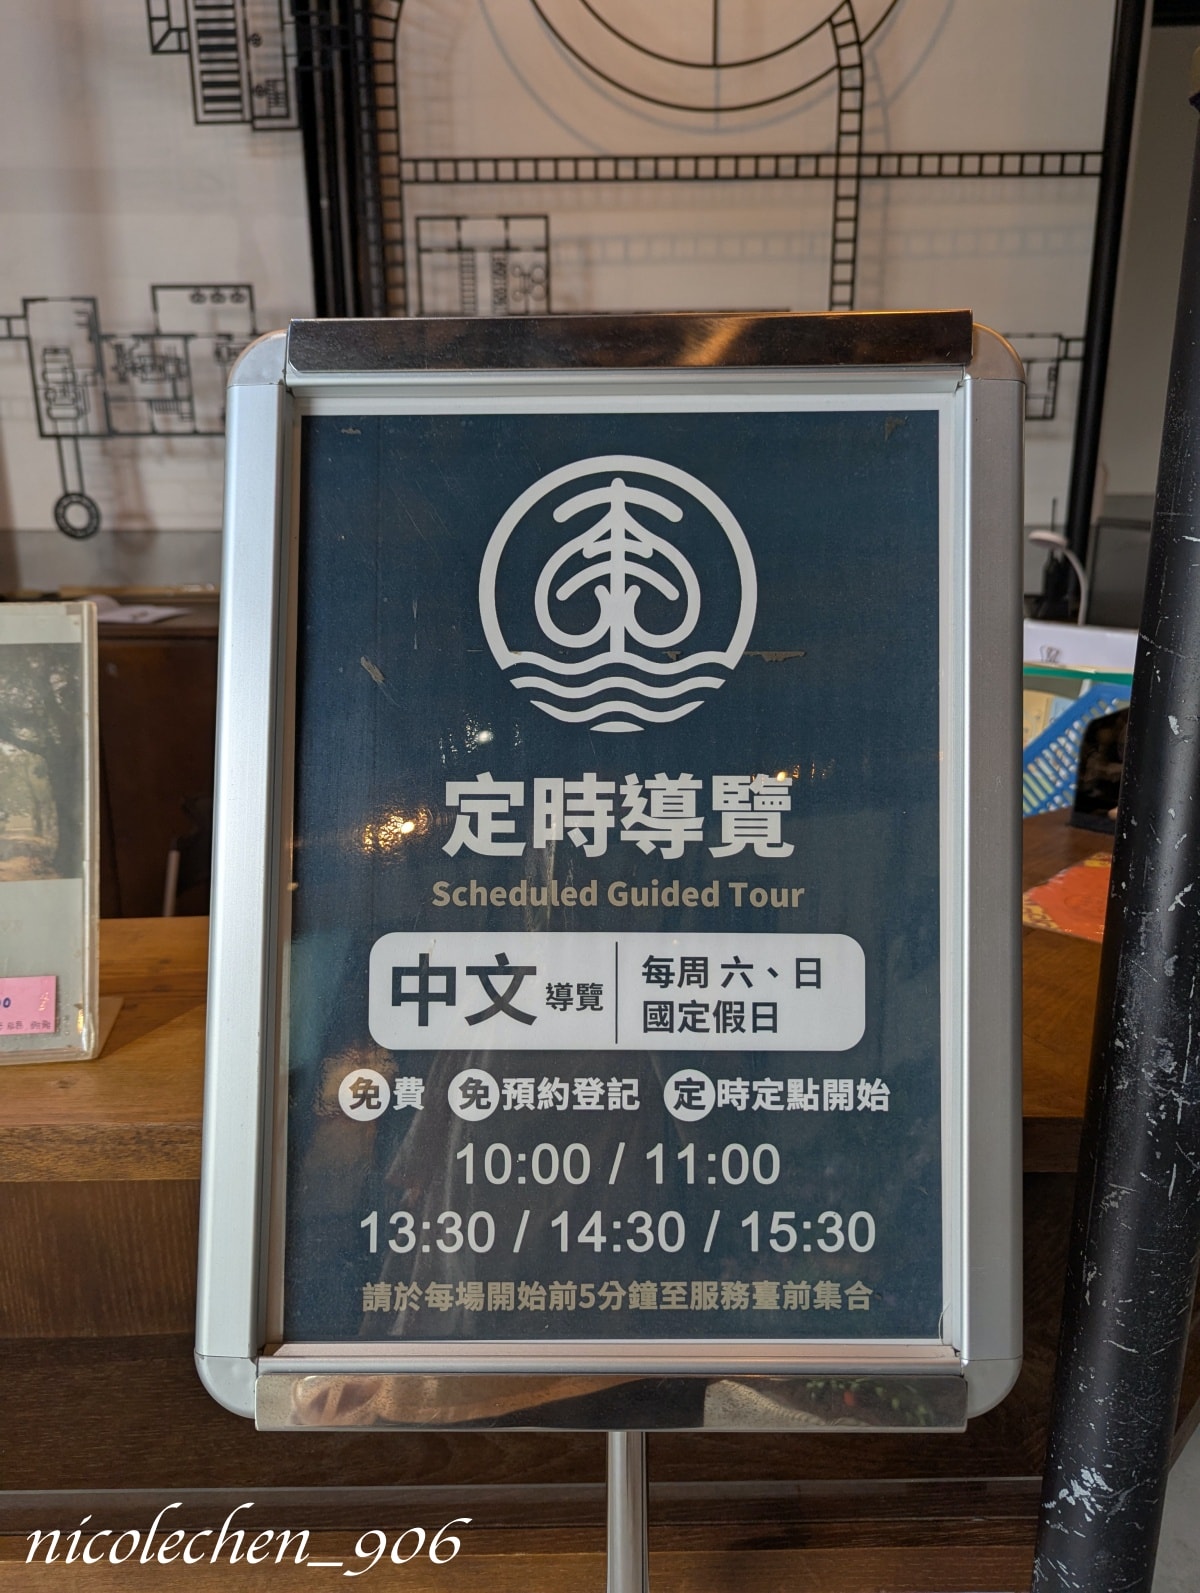 定時導覽
Scheduled Guided Tour
中文 導覽
每周 六、日
國定假日
免費 免預約登記 定時定點開始
10:00 / 11:00
13:30 / 14:30 / 15:30
請於每場開始前5分鐘至服務臺前集合
nicolechen_906